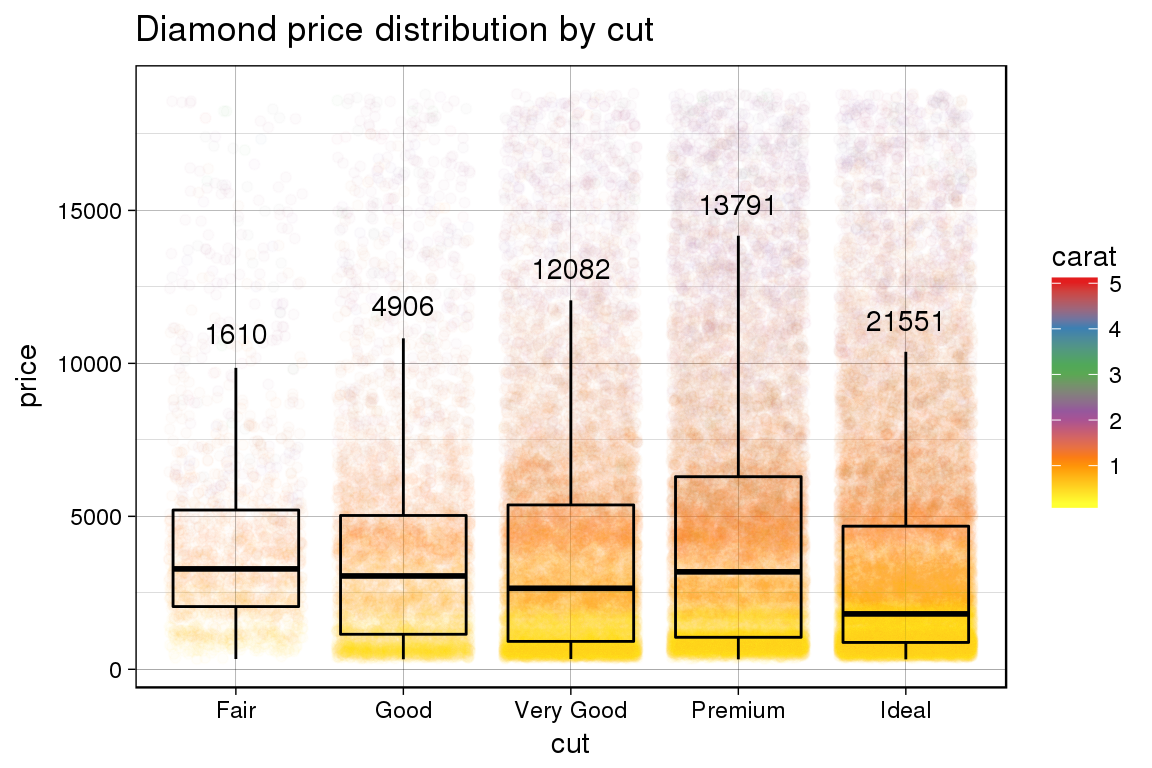 Diamond price distribution by cut
price
15000
10000
5000
0
13791
12082
4906
21551
1610
Fair
Good
Very Good
Premium
Ideal
cut
carat
5
4
3
2
1